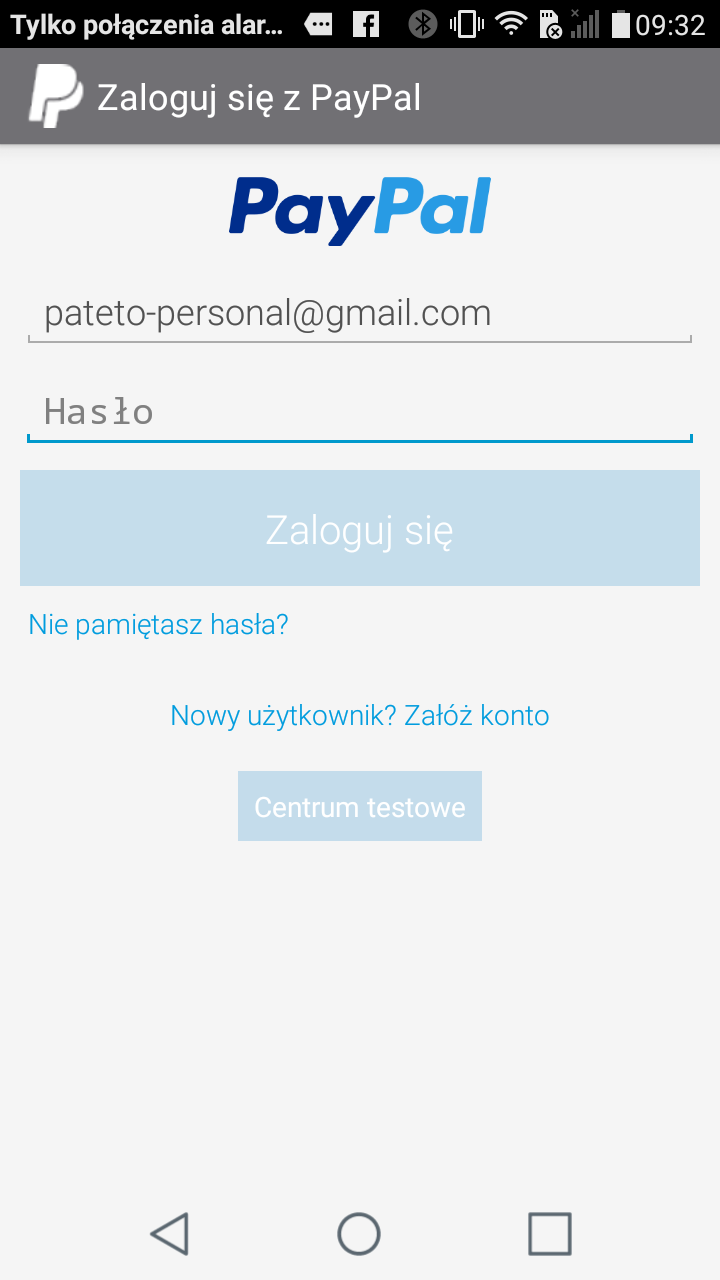 Tylko połączenia alar... 09:32
Zaloguj się z PayPal
PayPal
pateto-personal@gmail.com
Hasło
Zaloguj się
Nie pamiętasz hasła?
Nowy użytkownik? Załóż konto
Centrum testowe